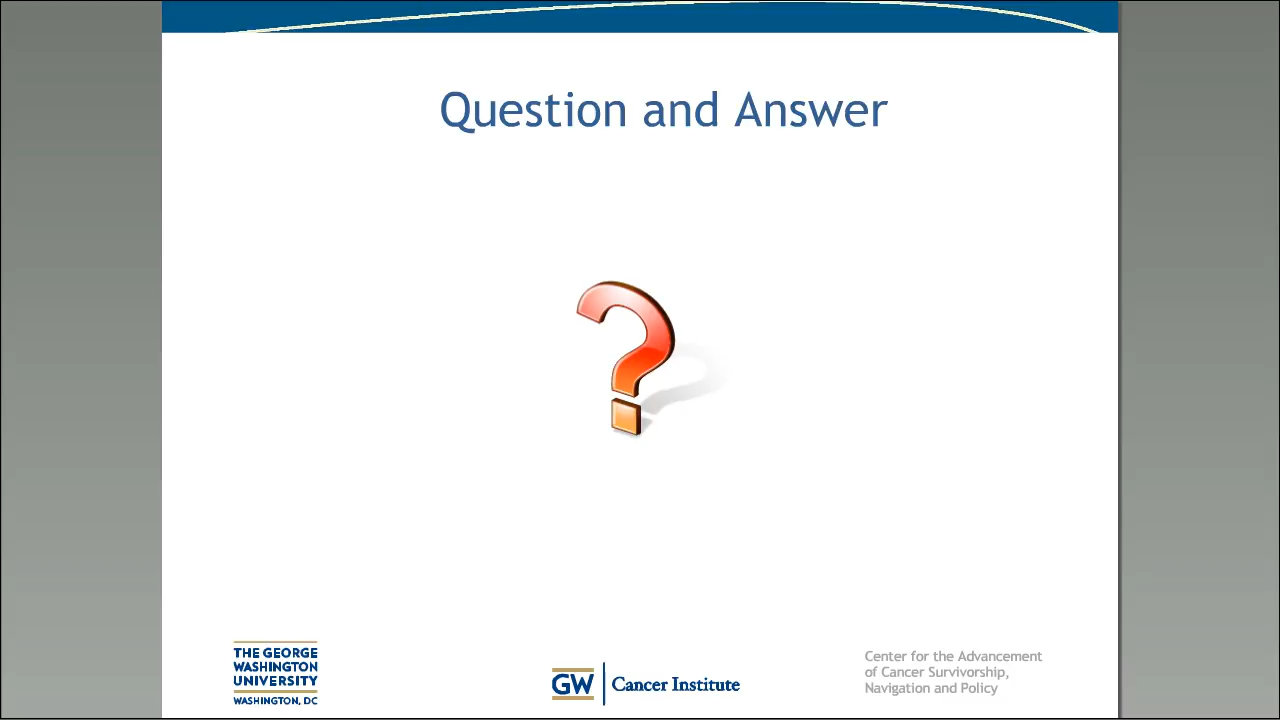 Question and Answer
THE GEORGE
WASHINGTON
UNIVERSITY
WASHINGTON, DC
GW
Cancer Institute
Center for the Advancement
of Cancer Survivorship,
Navigation and Policy